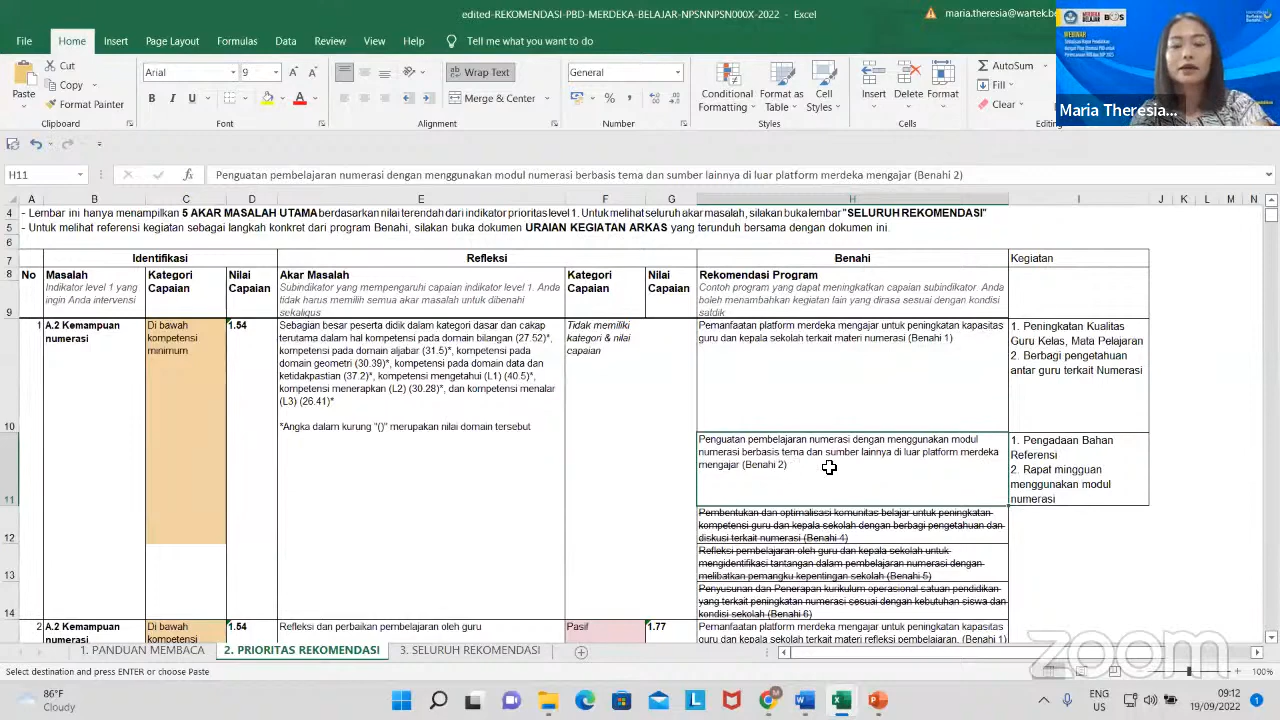 edited-REKOMENDASI-PBD-MERDEKA-BELAJAR-NPSNNPSN000X-2022 - Excel
maria.theresia@wartek.b
File Home Insert Page Layout Formulas Data Review View Help Tell me what you want to do
Cut
Copy
Format Painter
Paste
Arial 9
Wrap Text
Merge & Center
General
Conditional Formatting
Format as Table
Cell Styles
Insert Delete Format
AutoSum
Fill
Clear
Clipboard Font Alignment Number Styles Cells Editing
MERDEKA BELAJAR
WEBINAR
Maria Theresia...
H11
Penguatan pembelajaran numerasi dengan menggunakan modul numerasi berbasis tema dan sumber lainnya di luar platform merdeka mengajar (Benahi 2)
A B C D E F G H I J K L M N
4 - Lembar ini hanya menampilkan 5 AKAR MASALAH UTAMA berdasarkan nilai terendah dari indikator prioritas level 1. Untuk melihat seluruh akar masalah, silakan buka lembar "SELURUH REKOMENDASI"
5 - Untuk melihat referensi kegiatan sebagai langkah konkret dari program Benahi, silakan buka dokumen URAIAN KEGIATAN ARKAS yang terunduh bersama dengan dokumen ini.
6
7 Identifikasi Refleksi Benahi Kegiatan
8 No
Masalah
Indikator level 1 yang
ingin Anda intervensi
Kategori
Capaian
Nilai
Capaian
Akar Masalah
Subindikator yang mempengaruhi capaian indikator level 1. Anda
tidak harus memilih semua akar masalah untuk dibenahi
sekaligus
Kategori
Capaian
Nilai
Capaian
Rekomendasi Program
Contoh program yang dapat meningkatkan capaian subindikator. Anda
boleh menambahkan kegiatan lain yang dirasa sesuai dengan kondisi
satdik
9
1
A.2 Kemampuan
numerasi
Di bawah
kompetensi
minimum
1.54
Sebagian besar peserta didik dalam kategori dasar dan cakap
terutama dalam hal kompetensi pada domain bilangan (27.52)*,
kompetensi pada domain aljabar (31.5)*, kompetensi pada
domain geometri (30.39)*, kompetensi pada domain data dan
ketidakpastian (37.2)*, kompetensi mengetahui (L1) (40.5)*,
kompetensi menerapkan (L2) (30.28)*, dan kompetensi menalar
(L3) (26.41)*
*Angka dalam kurung "()" merupakan nilai domain tersebut
Tidak memiliki
kategori & nilai
capaian
Pemanfaatan platform merdeka mengajar untuk peningkatan kapasitas
guru dan kepala sekolah terkait materi numerasi (Benahi 1)
1. Peningkatan Kualitas
Guru Kelas, Mata Pelajaran
2. Berbagi pengetahuan
antar guru terkait Numerasi
10
Penguatan pembelajaran numerasi dengan menggunakan modul
numerasi berbasis tema dan sumber lainnya di luar platform merdeka
mengajar (Benahi 2)
1. Pengadaan Bahan
Referensi
2. Rapat mingguan
menggunakan modul
numerasi
11
Pembentukan dan optimalisasi komunitas belajar untuk peningkatan
kompetensi guru dan kepala sekolah dengan berbagi pengetahuan dan
diskusi terkait numerasi (Benahi 4)
12
Refleksi pembelajaran oleh guru dan kepala sekolah untuk
mengidentifikasi tantangan dalam pembelajaran numerasi dengan
melibatkan pemangku kepentingan sekolah (Benahi 5)
13
Penyusunan dan Penerapan kurikulum operasional satuan pendidikan
yang terkait peningkatan numerasi sesuai dengan kebutuhan siswa dan
kondisi sekolah (Benahi 6)
14
2
A.2 Kemampuan
numerasi
Di bawah
kompetensi
1.54
Refleksi dan perbaikan pembelajaran oleh guru
Pasif
1.77
Pemanfaatan platform merdeka mengajar untuk peningkatan kapasitas
guru dan kepala sekolah terkait materi refleksi pembelajaran. (Benahi 1)
1. PANDUAN MEMBACA 2. PRIORITAS REKOMENDASI 3. SELURUH REKOMENDASI
zoom
Select destination and press ENTER or choose Paste
100%
86°F
Cloudy
ENG
US
09:12
19/09/2022
1